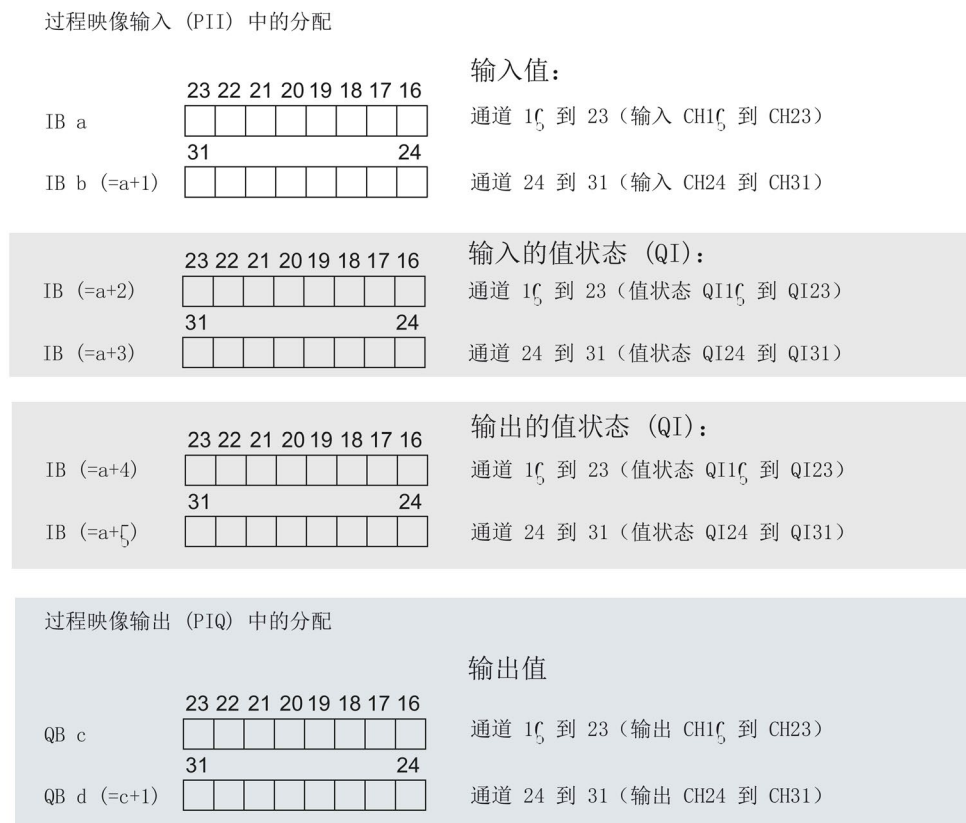 过程映像输入 (PII) 中的分配
输入值：
23 22 21 20 19 18 17 16
IB a
通道 16 到 23（输入 CH16 到 CH23）
31 24
IB b (=a+1)
通道 24 到 31（输入 CH24 到 CH31）
输入的值状态 (QI)：
23 22 21 20 19 18 17 16
IB (=a+2)
通道 16 到 23（值状态 QI16 到 QI23）
31 24
IB (=a+3)
通道 24 到 31（值状态 QI24 到 QI31）
输出的值状态 (QI)：
23 22 21 20 19 18 17 16
IB (=a+4)
通道 16 到 23（值状态 QI16 到 QI23）
31 24
IB (=a+5)
通道 24 到 31（值状态 QI24 到 QI31）
过程映像输出 (PIQ) 中的分配
输出值
23 22 21 20 19 18 17 16
QB c
通道 16 到 23（输出 CH16 到 CH23）
31 24
QB d (=c+1)
通道 24 到 31（输出 CH24 到 CH31）